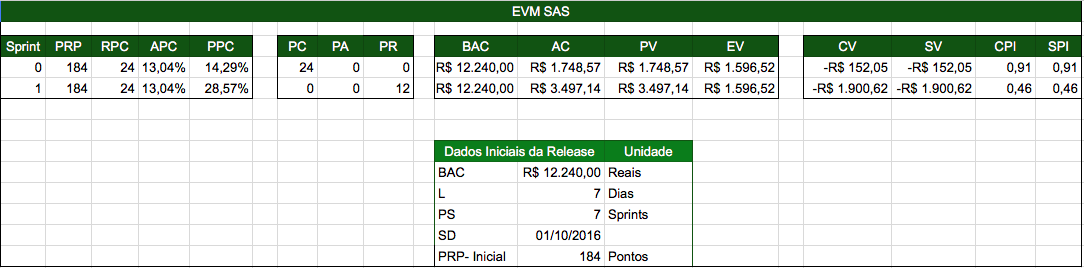 EVM SAS
Sprint PRP RPC APC PPC PC PA PR BAC AC PV EV CV SV CPI SPI
0 184 24 13,04% 14,29% 24 0 0 R$ 12.240,00 R$ 1.748,57 R$ 1.748,57 R$ 1.596,52 -R$ 152,05 -R$ 152,05 0,91 0,91
1 184 24 13,04% 28,57% 0 0 12 R$ 12.240,00 R$ 3.497,14 R$ 3.497,14 R$ 1.596,52 -R$ 1.900,62 -R$ 1.900,62 0,46 0,46
Dados Iniciais da Release Unidade
BAC R$ 12.240,00 Reais
L 7 Dias
PS 7 Sprints
SD 01/10/2016
PRP- Inicial 184 Pontos